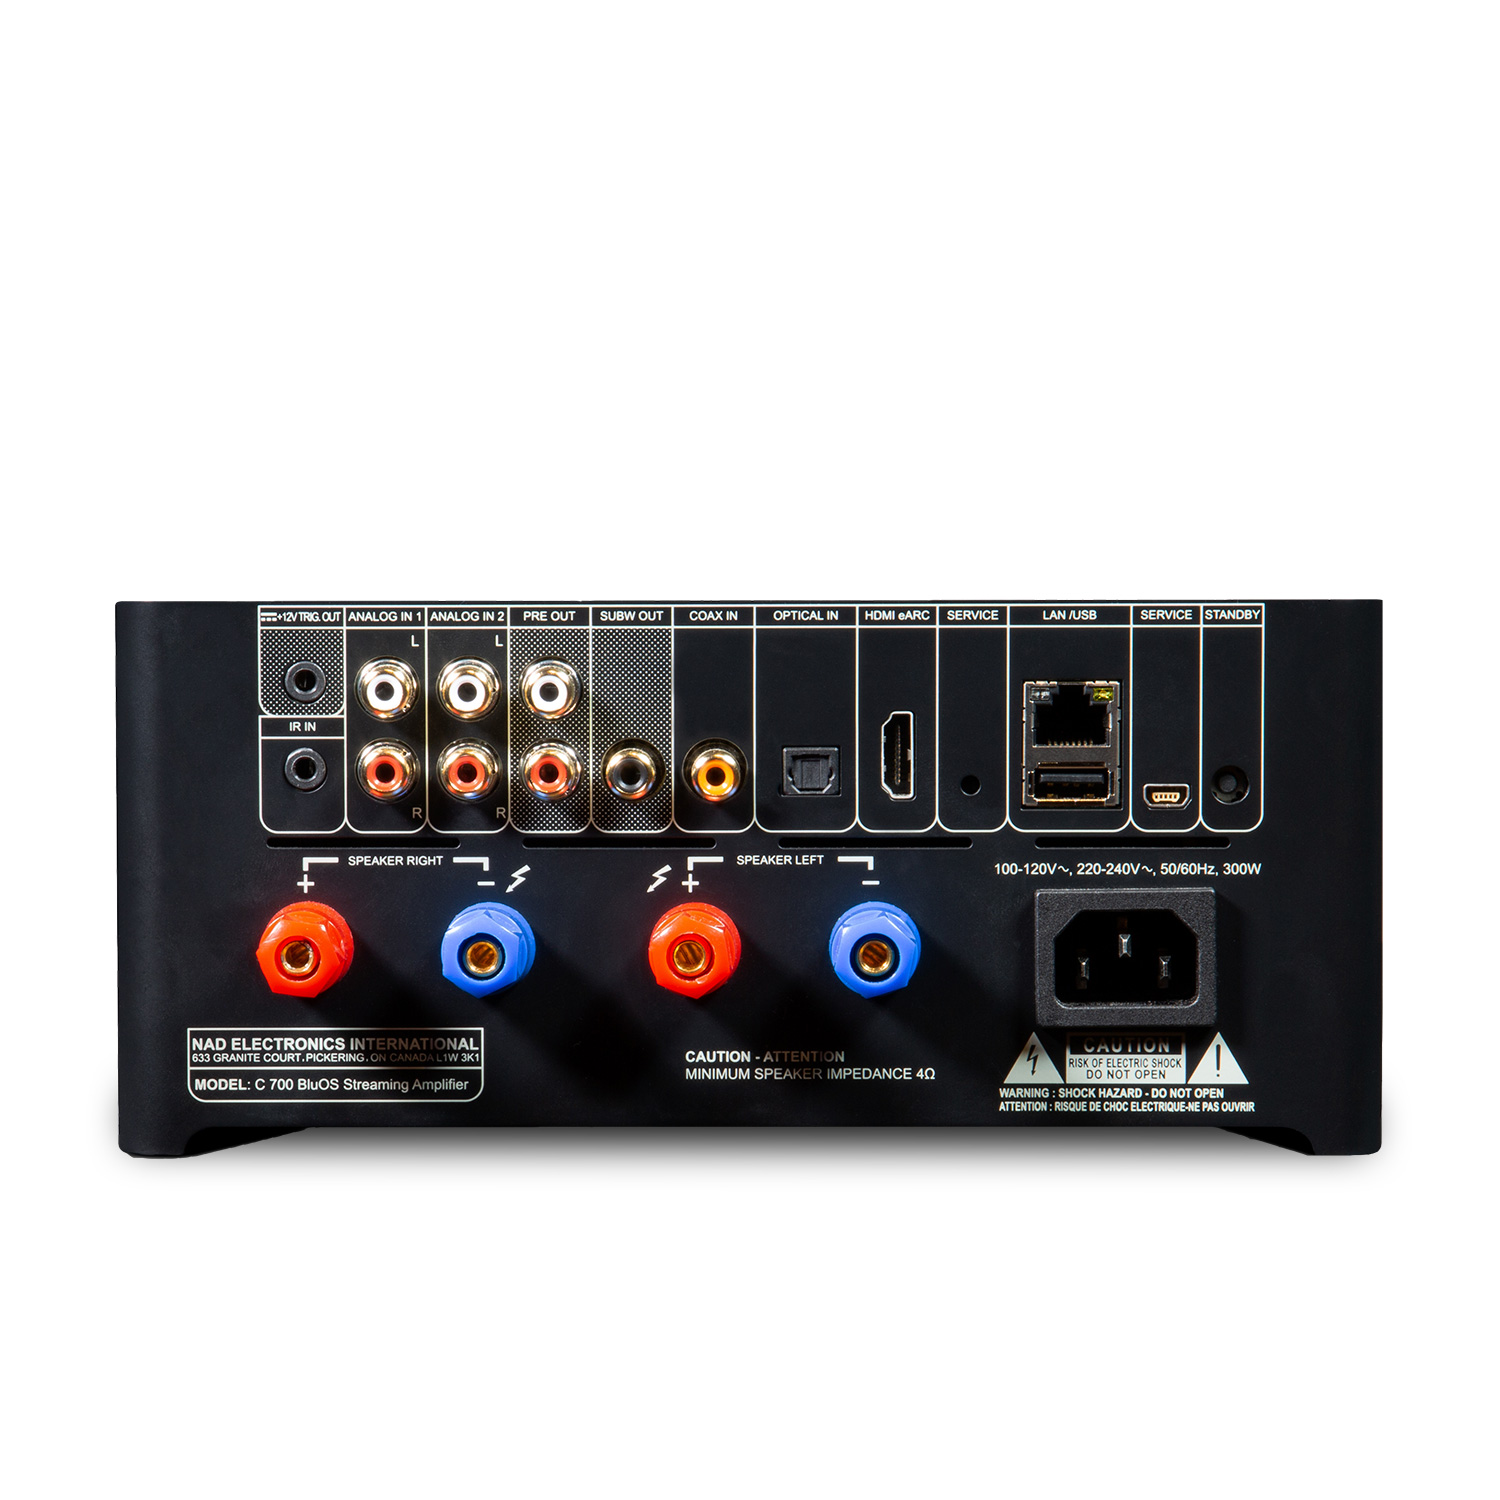 +12V TRIG. OUT
ANALOG IN 1
ANALOG IN 2
PRE OUT
SUBW OUT
COAX IN
OPTICAL IN
HDMI eARC
SERVICE
LAN /USB
SERVICE
STANDBY
L
L
IR IN
R
R
SPEAKER RIGHT
SPEAKER LEFT
+
−
+
−
100-120V~, 220-240V~, 50/60Hz, 300W
NAD ELECTRONICS INTERNATIONAL
633 GRANITE COURT, PICKERING, ON CANADA L1W 3K1
MODEL: C 700 BluOS Streaming Amplifier
CAUTION - ATTENTION
MINIMUM SPEAKER IMPEDANCE 4Ω
CAUTION
RISK OF ELECTRIC SHOCK
DO NOT OPEN
!
WARNING : SHOCK HAZARD - DO NOT OPEN
ATTENTION : RISQUE DE CHOC ELECTRIQUE-NE PAS OUVRIR